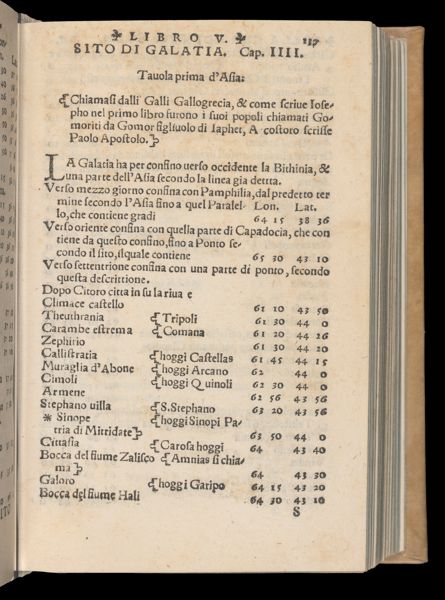 LIBRO V. 137
SITO DI GALATIA. Cap. IIII.
Tauola prima d'Asia:
Chiamasi dalli Galli Gallogrecia, & come scriue Iose-
pho nel primo libro furono i suoi popoli chiamati Go-
moriti da Gomor figliuolo di Iaphet, A costoro scrisse
Paolo Apostolo.
LA Galatia ha per confino uerso occidente la Bithinia, &
una parte dell'Asia secondo la linea gia dettta.
Verso mezzo giorno confina con Pamphilia, dal predetto ter
mine secondo l'Asia fino a quel Paralel- Lon. Lat.
lo, che contiene gradi 64 15 38 36
Verso oriente confina con quella parte di Capadocia, che con
tiene da questo confino, fino a Ponto se-
condo il sito, ilquale contiene 65 30 43 10
Verso settentrione confina con una parte di ponto, secondo
questa descrittione.
Dopo Citoro citta in su la riua e
Climace castello 61 10 43 50
Theuthrania Tripoli 61 30 44 0
Carambe estrema Comana 61 20 44 26
Zephirio 61 30 44 20
Callistratia hoggi Castellas 61 45 44 15
Muraglia d'Abone hoggi Arcano 62 44 0
Cimoli hoggi Quinoli 62 30 44 0
Armene 62 56 43 56
Stephano uilla S. Stephano 63 20 43 56
* Sinope hoggi Sinopi Pa-
tria di Mitridate 63 50 44 0
Cittasia Carosa hoggi 64 43 40
Bocca del fiume Zalisco Amnias si chia-
ma 64 43 30
Galoro hoggi Garipo 64 15 43 20
Bocca del fiume Hali 64 30 43 10
S